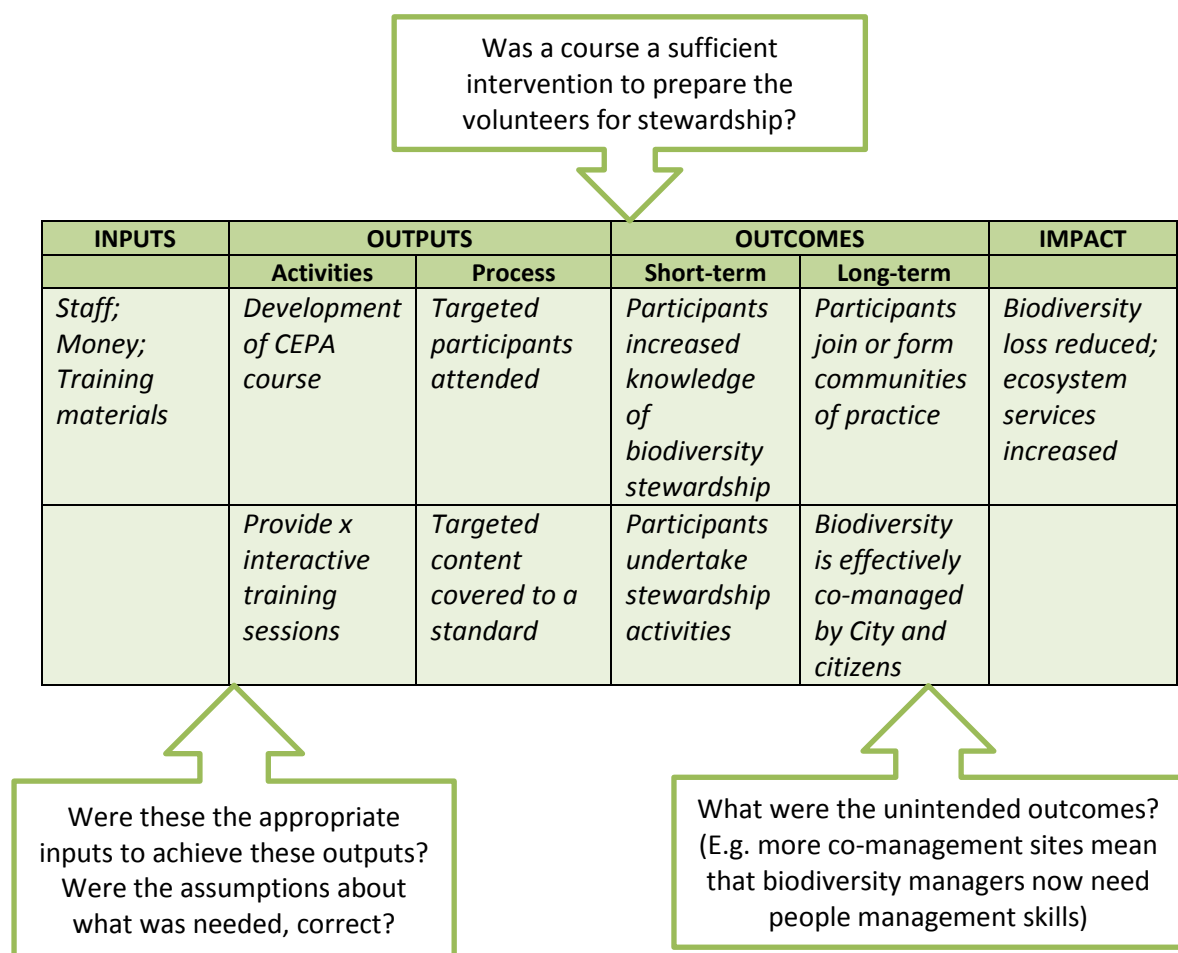 Was a course a sufficient
intervention to prepare the
volunteers for stewardship?
INPUTS OUTPUTS OUTCOMES IMPACT
Activities Process Short-term Long-term
Staff;
Money;
Training
materials
Development
of CEPA
course
Targeted
participants
attended
Participants
increased
knowledge
of
biodiversity
stewardship
Participants
join or form
communities
of practice
Biodiversity
loss reduced;
ecosystem
services
increased
Provide x
interactive
training
sessions
Targeted
content
covered to a
standard
Participants
undertake
stewardship
activities
Biodiversity
is effectively
co-managed
by City and
citizens
Were these the appropriate
inputs to achieve these outputs?
Were the assumptions about
what was needed, correct?
What were the unintended outcomes?
(E.g. more co-management sites mean
that biodiversity managers now need
people management skills)